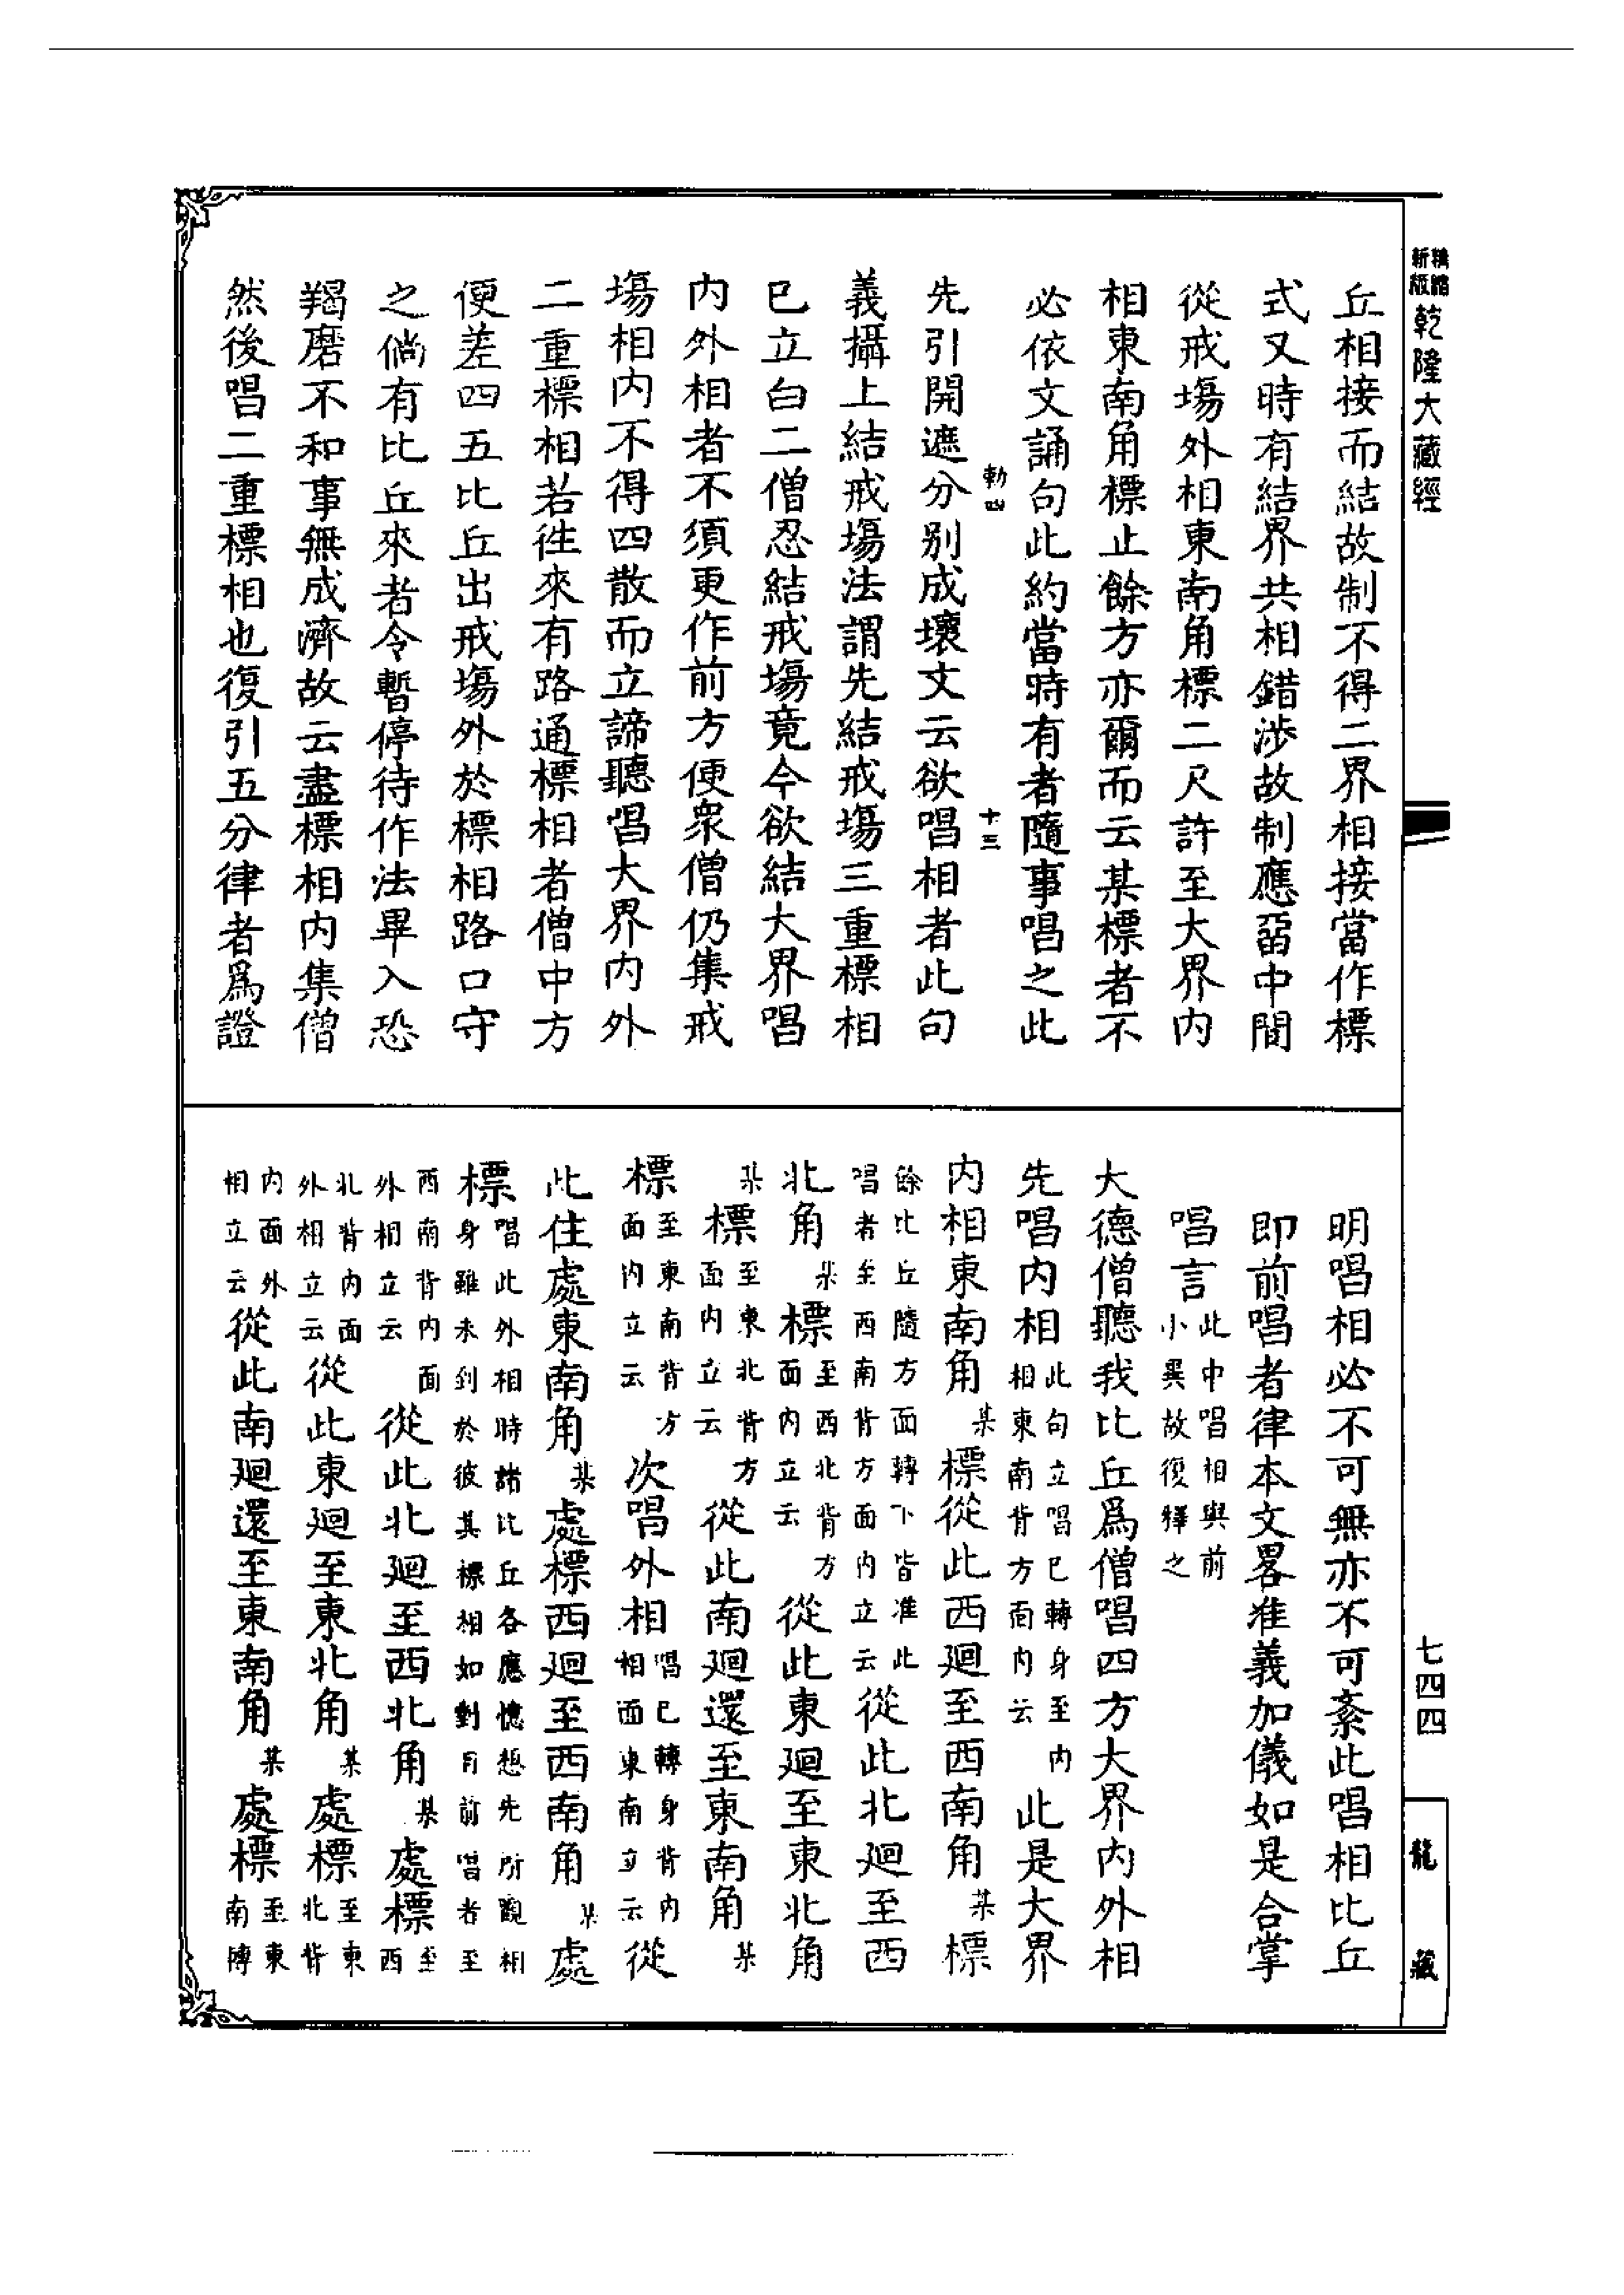 精縮
新版
乾隆大藏經
七四四
龍藏
丘相接而結故制不得二界相接當作標
式又時有結界共相錯涉故制應畱中間
從戒場外相東南角標二尺許至大界內
相東南角標止餘方亦爾而云某標者不
必依文誦句此約當時有者隨事唱之此
勅四 十三
先引開遮分別成壞文云欲唱相者此句
義攝上結戒場法謂先結戒場三重標相
已立白二僧忍結戒場竟今欲結大界唱
內外相者不須更作前方便眾僧仍集戒
場相內不得四散而立諦聽唱大界內外
二重標相若徃來有路通標相者僧中方
便差四五比丘出戒場外於標相路口守
之倘有比丘來者令暫停待作法畢入恐
羯磨不和事無成濟故云盡標相內集僧
然後唱二重標相也復引五分律者爲證
明唱相必不可無亦不可紊此唱相比丘
即前唱者律本文畧准義加儀如是合掌
唱言此中唱相與前小異故復釋之
大德僧聽我比丘爲僧唱四方大界內外相
先唱內相此句立唱已轉身至內相東南背方面內云此是大界
內相東南角某標從此西廻至西南角某標
餘比丘隨方面轉下皆准此唱者至西南背方面內立云從此北廻至西
北角某標至西北背方面內立云從此東廻至東北角
某標至東北背方面內立云從此南廻還至東南角某
標至東南背方面內立云次唱外相唱已轉身背內相面東南立云從
此住處東南角某處標西廻至西南角某處
標唱此外相時諸比丘各應憶想先所觀相身雖未到於彼其標相如對目前唱者至
西南背內面外相立云從此北廻至西北角某處標至西
北背內面外相立云從此東廻至東北角某處標至東北背
內面外相立云從此南廻還至東南角某處標至東南轉